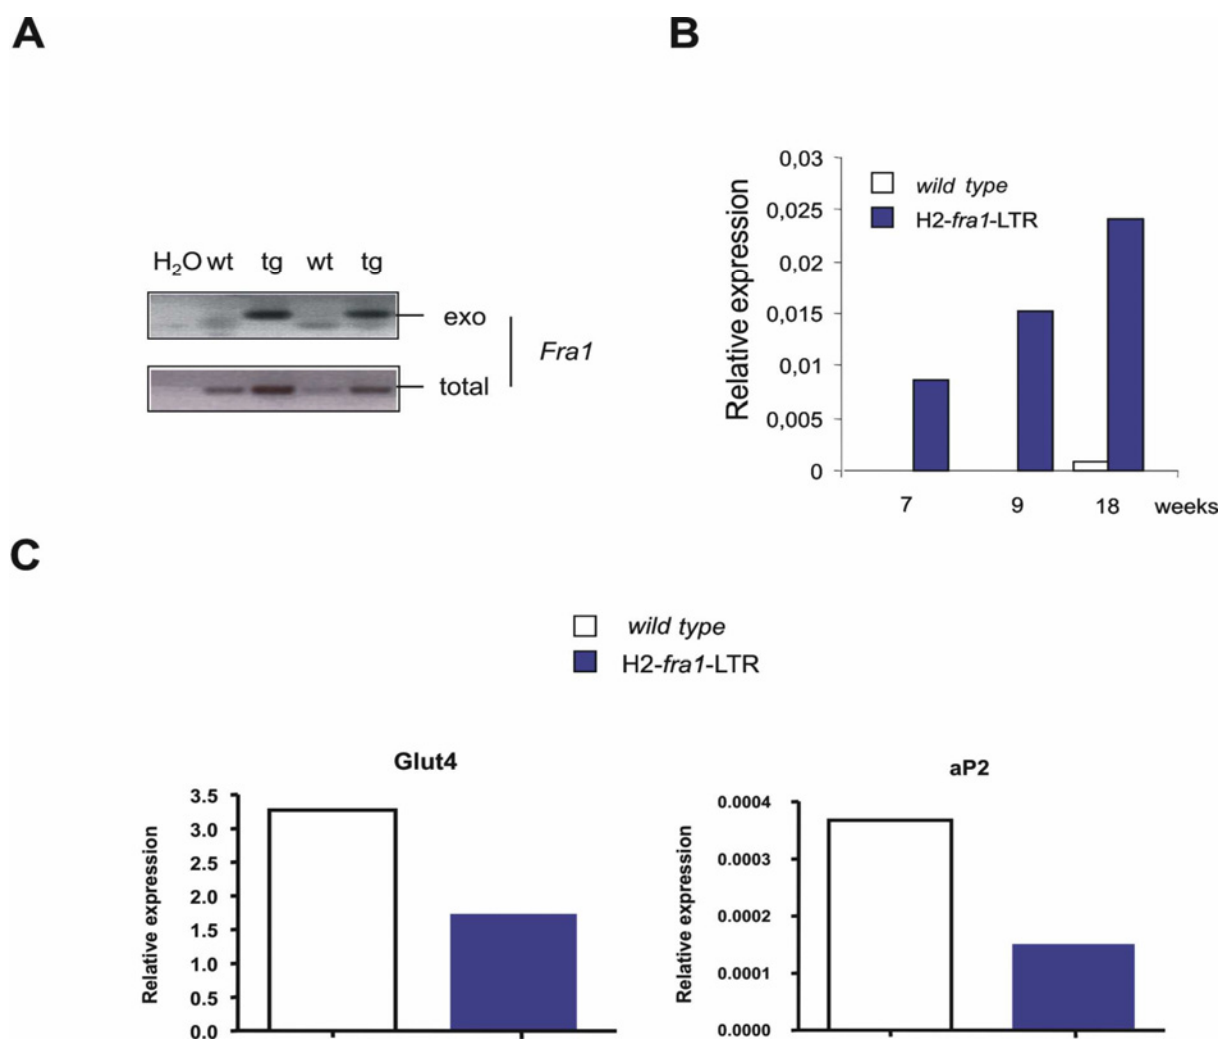 A
H₂O wt tg wt tg
exo
Fra1
total
B
0,03
0,025
0,02
0,015
0,01
0,005
0
Relative expression
wild type
H2-fra1-LTR
7 9 18 weeks
C
wild type
H2-fra1-LTR
Glut4
3.5
3.0
2.5
2.0
1.5
1.0
0.5
0.0
Relative expression
aP2
0.0004
0.0003
0.0002
0.0001
0.0000
Relative expression